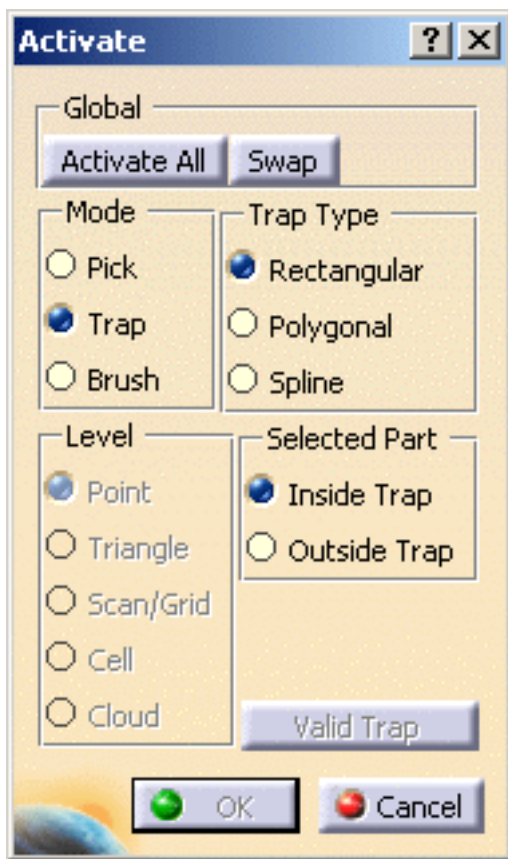 Activate
Global
Activate All Swap
Mode
Pick
Trap
Brush
Trap Type
Rectangular
Polygonal
Spline
Level
Point
Triangle
Scan/Grid
Cell
Cloud
Selected Part
Inside Trap
Outside Trap
Valid Trap
OK Cancel